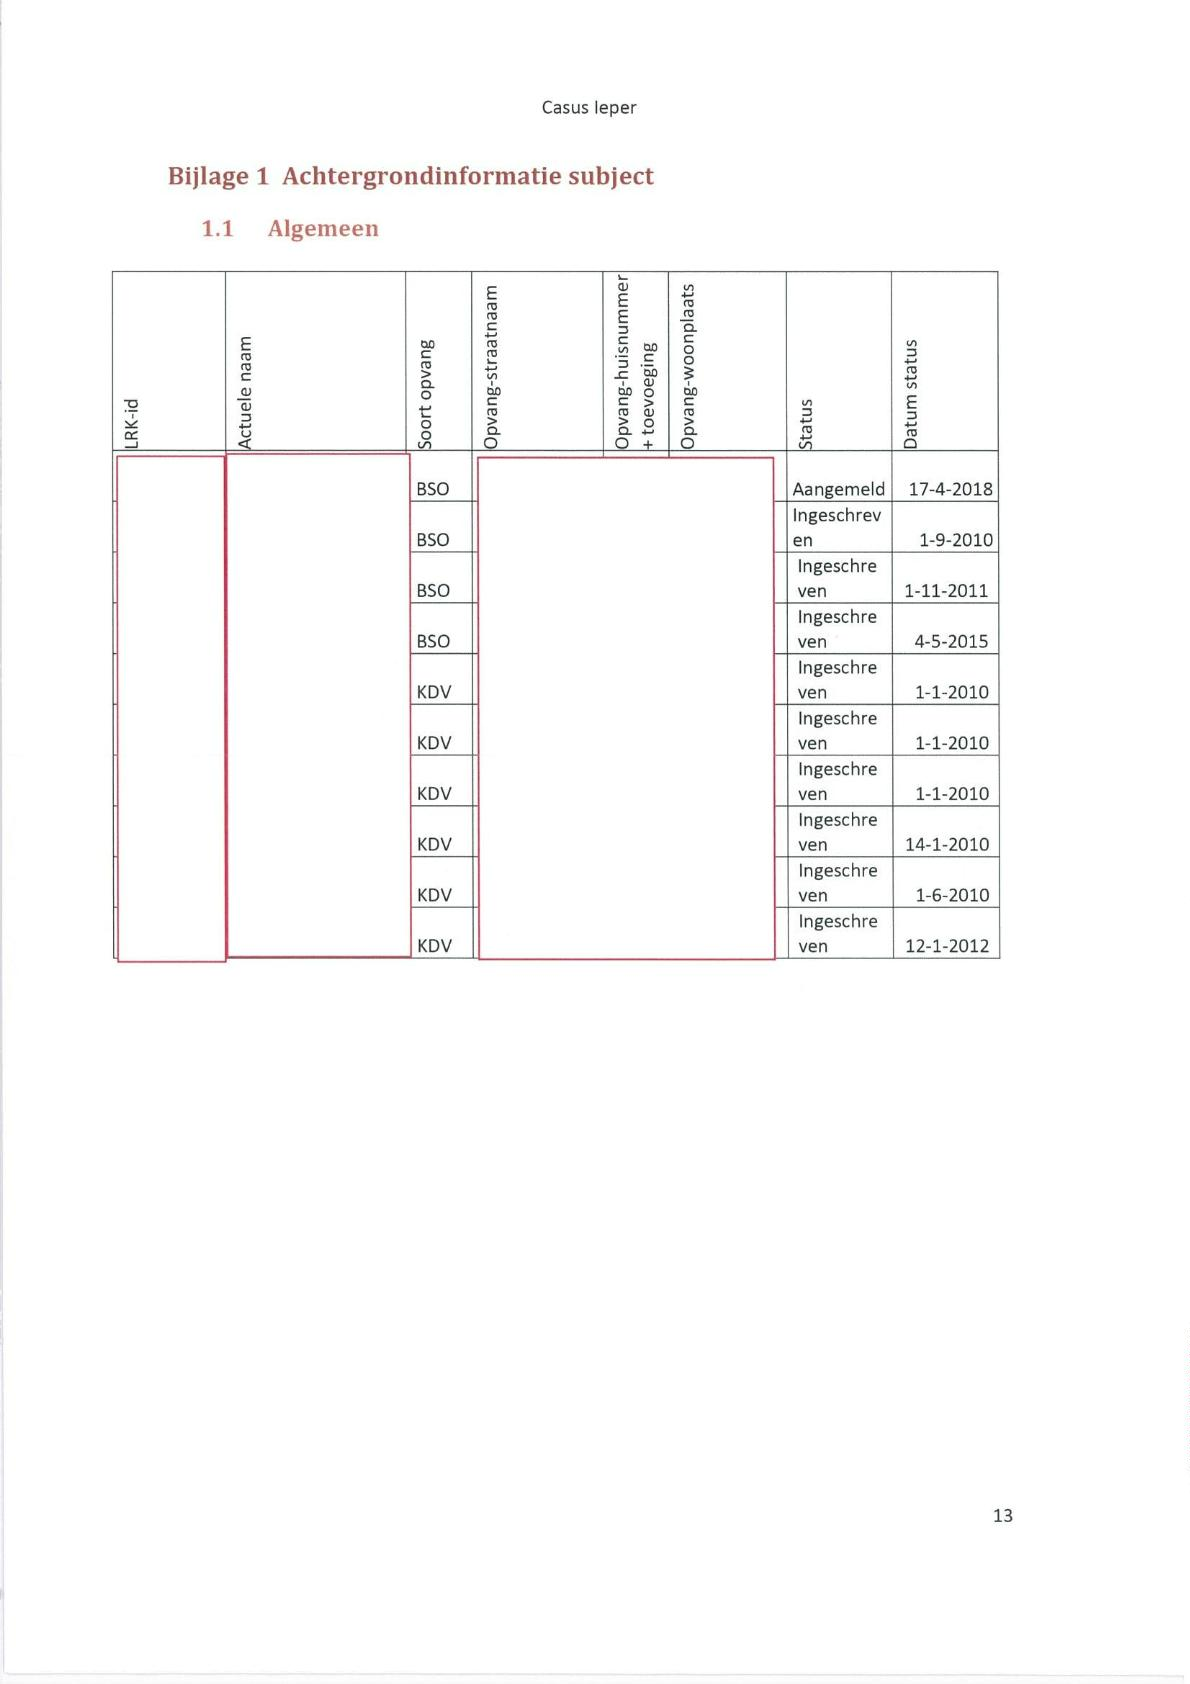 Casus Ieper
Bijlage 1 Achtergrondinformatie subject
1.1 Algemeen
LRK-id
Actuele naam
Soort opvang
Opvang-straatnaam
Opvang-huisnummer
+ toevoeging
Opvang-woonplaats
Status
Datum status
BSO Aangemeld 17-4-2018
Ingeschrev
BSO en 1-9-2010
Ingeschre
BSO ven 1-11-2011
Ingeschre
BSO ven 4-5-2015
Ingeschre
KDV ven 1-1-2010
Ingeschre
KDV ven 1-1-2010
Ingeschre
KDV ven 1-1-2010
Ingeschre
KDV ven 14-1-2010
Ingeschre
KDV ven 1-6-2010
Ingeschre
KDV ven 12-1-2012
13